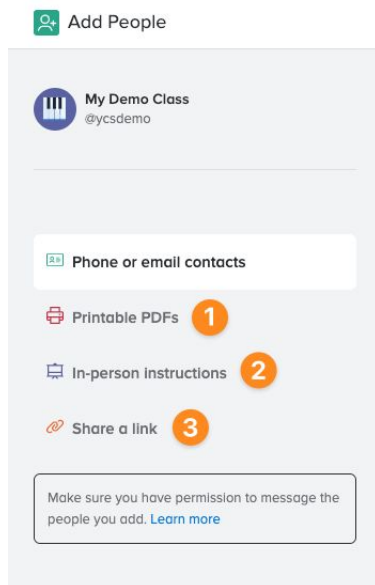 Add People
My Demo Class
@ycsdemo
Phone or email contacts
Printable PDFs 1
In-person instructions 2
Share a link 3
Make sure you have permission to message the
people you add. Learn more